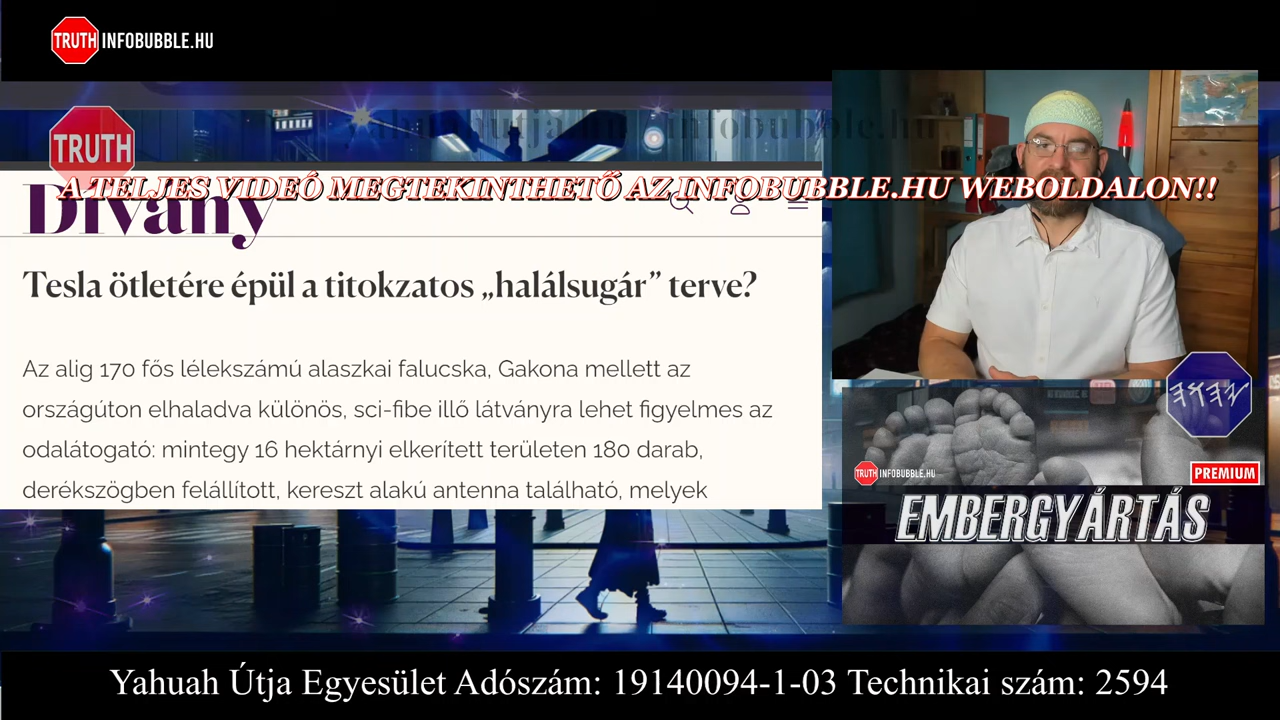 TRUTH INFOBUBBLE.HU
TRUTH
A TELJES VIDEÓ MEGTEKINTHETŐ AZ INFOBUBBLE.HU WEBOLDALON!!
Dívány
Tesla ötletére épül a titokzatos „halálsugár” terve?
Az alig 170 fős lélekszámú alaszkai falucska, Gakona mellett az
országúton elhaladva különös, sci-fibe illő látványra lehet figyelmes az
odalátogató: mintegy 16 hektárnyi elkerített területen 180 darab,
derékszögben felállított, kereszt alakú antenna található, melyek
𐤉𐤄𐤅𐤄
TRUTH INFOBUBBLE.HU
PREMIUM
EMBERGYÁRTÁS
Yahuah Útja Egyesület Adószám: 19140094-1-03 Technikai szám: 2594